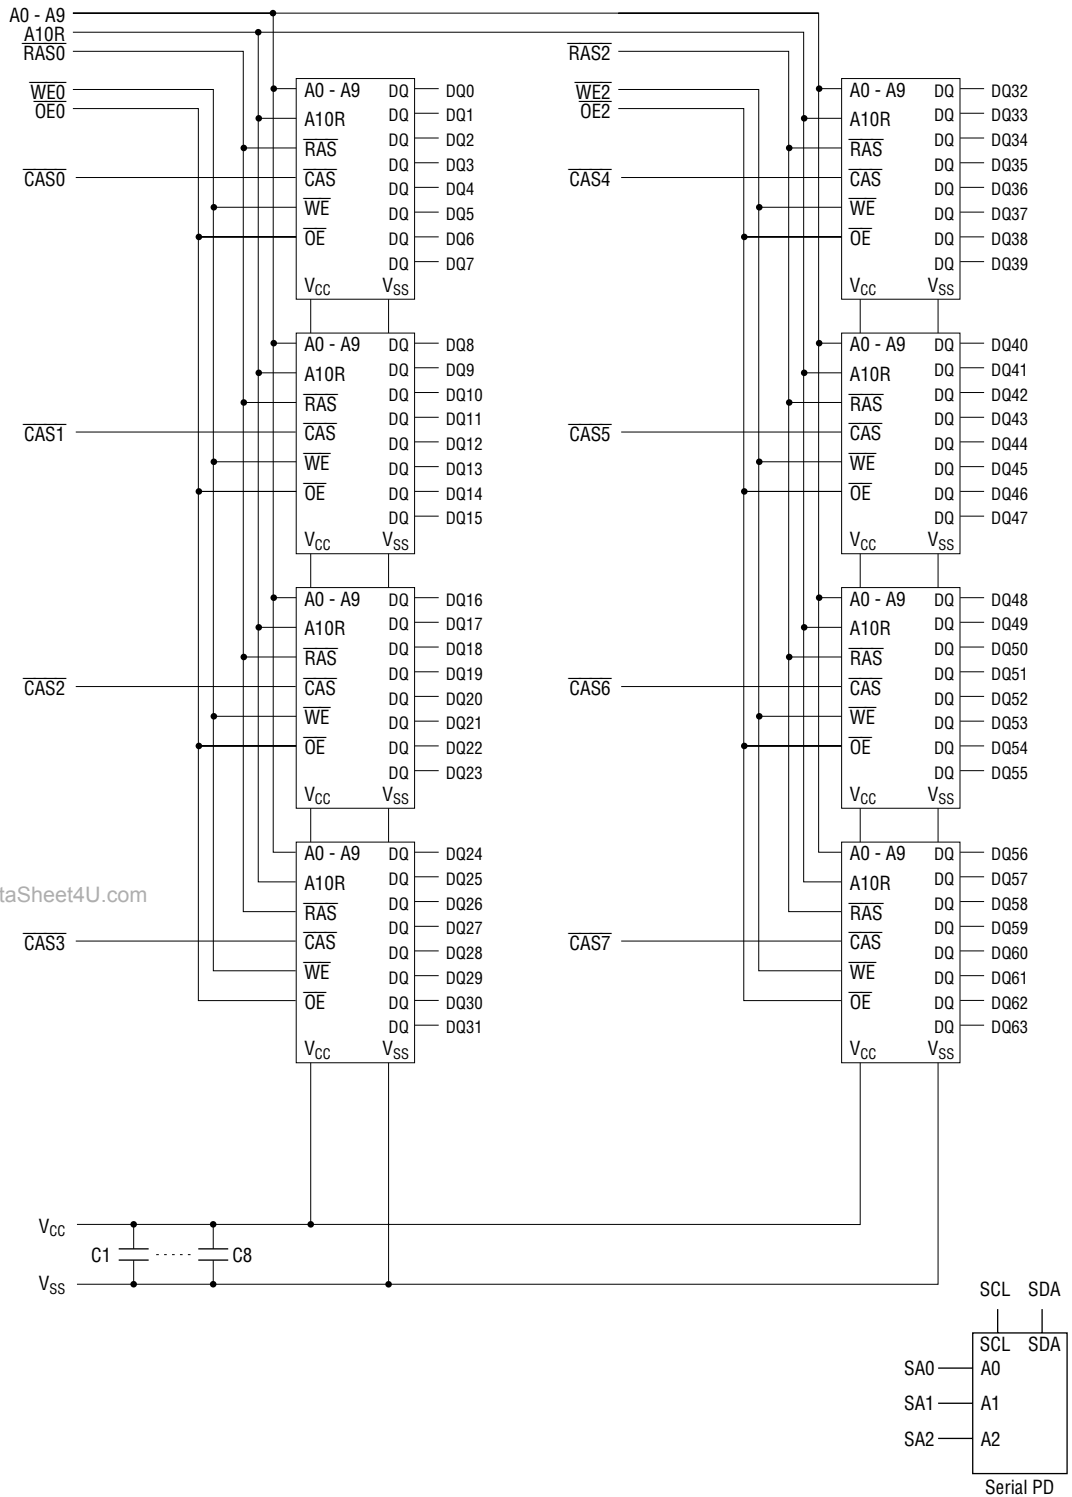 A0 - A9
A10R
RAS0
RAS2
WE0
OE0
WE2
OE2
A0 - A9 DQ DQ0
DQ DQ1
A10R
DQ DQ2
RAS
DQ DQ3
CAS0 CAS
DQ DQ4
WE
DQ DQ5
OE
DQ DQ6
DQ DQ7
VCC VSS
A0 - A9 DQ DQ32
DQ DQ33
A10R
DQ DQ34
RAS
DQ DQ35
CAS4 CAS
DQ DQ36
WE
DQ DQ37
OE
DQ DQ38
DQ DQ39
VCC VSS
A0 - A9 DQ DQ8
DQ DQ9
A10R
DQ DQ10
RAS
DQ DQ11
CAS1 CAS
DQ DQ12
WE
DQ DQ13
OE
DQ DQ14
DQ DQ15
VCC VSS
A0 - A9 DQ DQ40
DQ DQ41
A10R
DQ DQ42
RAS
DQ DQ43
CAS5 CAS
DQ DQ44
WE
DQ DQ45
OE
DQ DQ46
DQ DQ47
VCC VSS
A0 - A9 DQ DQ16
DQ DQ17
A10R
DQ DQ18
RAS
DQ DQ19
CAS2 CAS
DQ DQ20
WE
DQ DQ21
OE
DQ DQ22
DQ DQ23
VCC VSS
A0 - A9 DQ DQ48
DQ DQ49
A10R
DQ DQ50
RAS
DQ DQ51
CAS6 CAS
DQ DQ52
WE
DQ DQ53
OE
DQ DQ54
DQ DQ55
VCC VSS
A0 - A9 DQ DQ24
DQ DQ25
A10R
DQ DQ26
RAS
DQ DQ27
CAS3 CAS
DQ DQ28
WE
DQ DQ29
OE
DQ DQ30
DQ DQ31
VCC VSS
A0 - A9 DQ DQ56
DQ DQ57
A10R
DQ DQ58
RAS
DQ DQ59
CAS7 CAS
DQ DQ60
WE
DQ DQ61
OE
DQ DQ62
DQ DQ63
VCC VSS
taSheet4U.com
VCC
C1 C8
VSS
SCL SDA
SCL SDA
SA0 A0
SA1 A1
SA2 A2
Serial PD